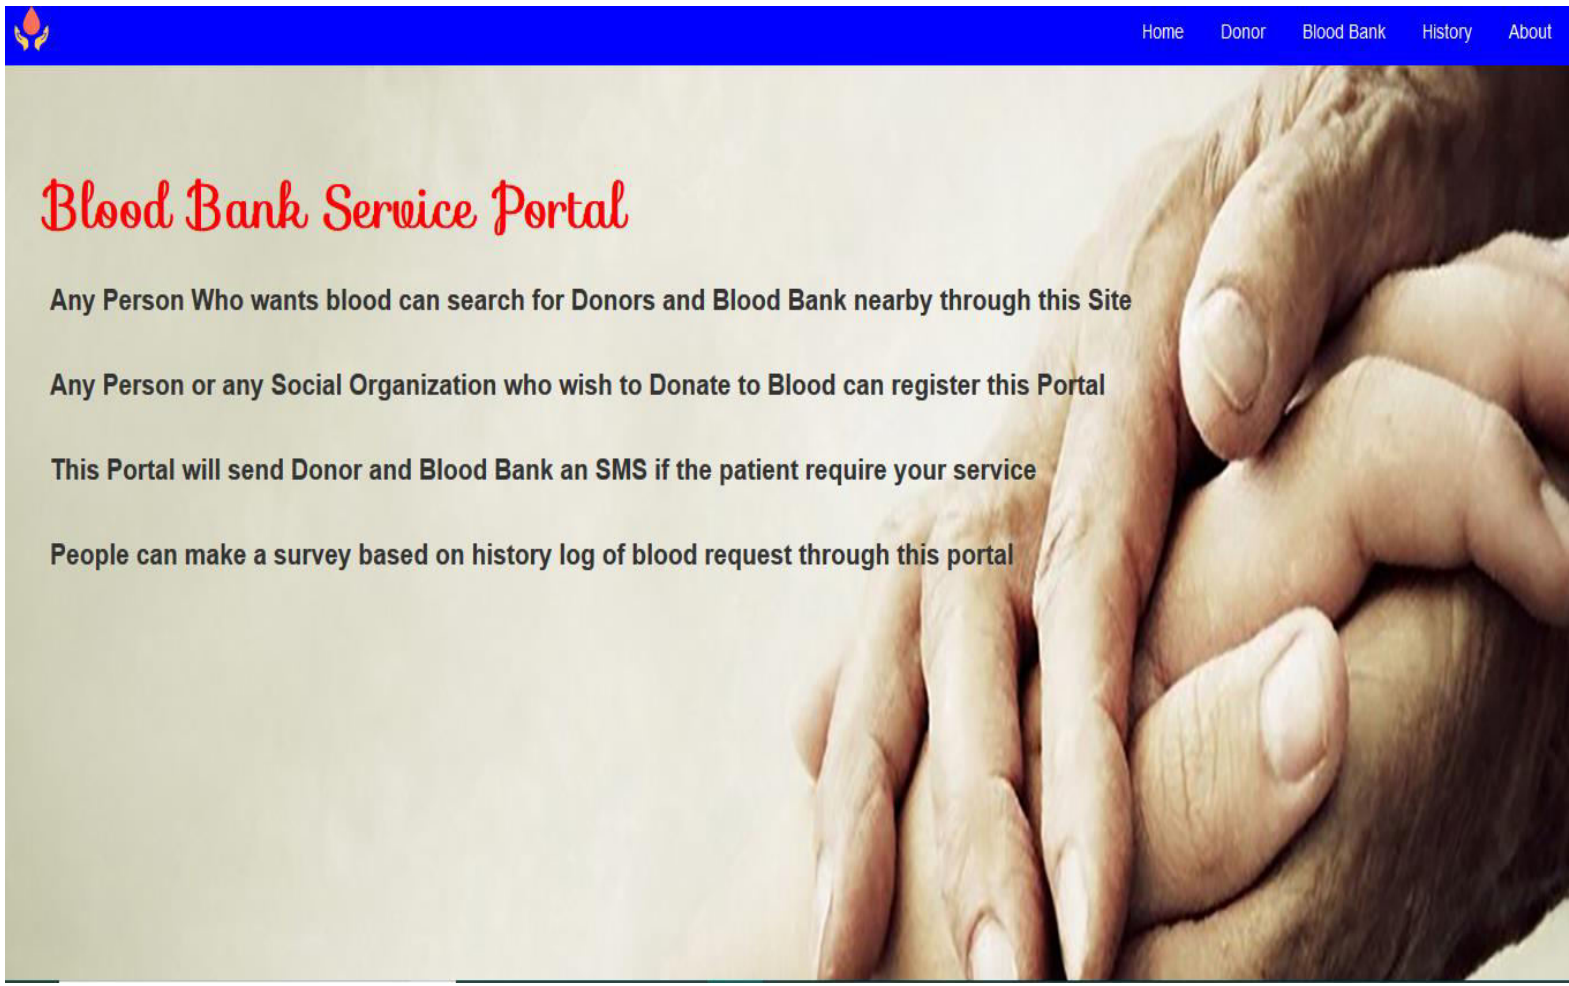 Home Donor Blood Bank History About
Blood Bank Service Portal
Any Person Who wants blood can search for Donors and Blood Bank nearby through this Site
Any Person or any Social Organization who wish to Donate to Blood can register this Portal
This Portal will send Donor and Blood Bank an SMS if the patient require your service
People can make a survey based on history log of blood request through this portal